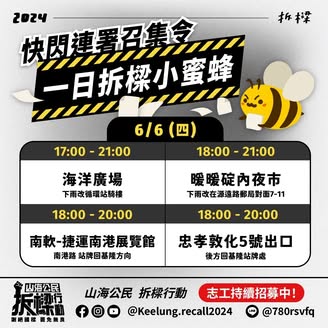 2024
拆樑
快閃連署召集令
一日拆樑小蜜蜂
6/6 (四)
17:00 - 21:00
海洋廣場
下雨改循環站騎樓
18:00 - 21:00
暖暖碇內夜市
下雨改在源遠路郵局對面7-11
18:00 - 20:00
南軟-捷運南港展覽館
南港路 站牌回基隆方向
18:00 - 20:00
忠孝敦化5號出口
後方回基隆站牌處
山海公民
拆樑行動
山海公民 拆樑行動
志工持續招募中!
@Keelung.recall2024
@780rsvfq